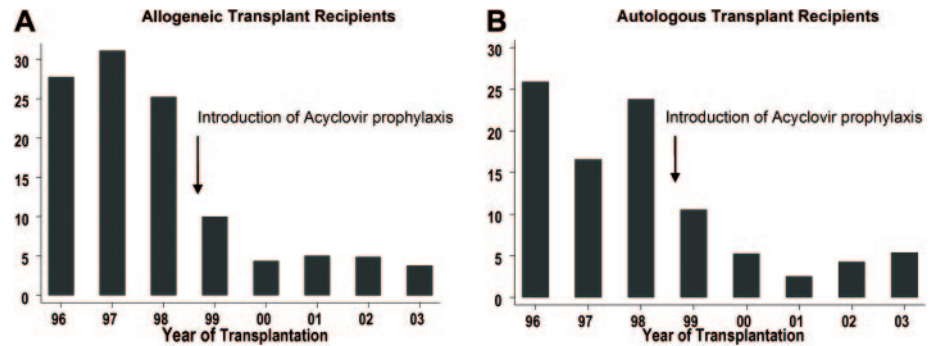 A
Allogeneic Transplant Recipients
30
25
20
15
10
5
0
Introduction of Acyclovir prophylaxis
96 97 98 99 00 01 02 03
Year of Transplantation
B
Autologous Transplant Recipients
30
25
20
15
10
5
0
Introduction of Acyclovir prophylaxis
96 97 98 99 00 01 02 03
Year of Transplantation